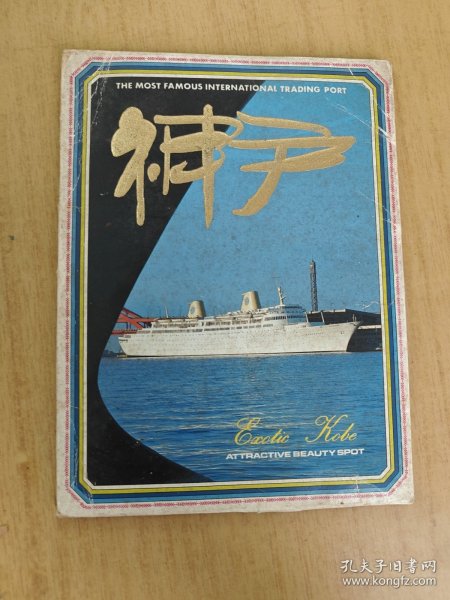 THE MOST FAMOUS INTERNATIONAL TRADING PORT
神戸
Exotic Kobe
ATTRACTIVE BEAUTY SPOT
孔夫子旧书网
www.kongfz.com